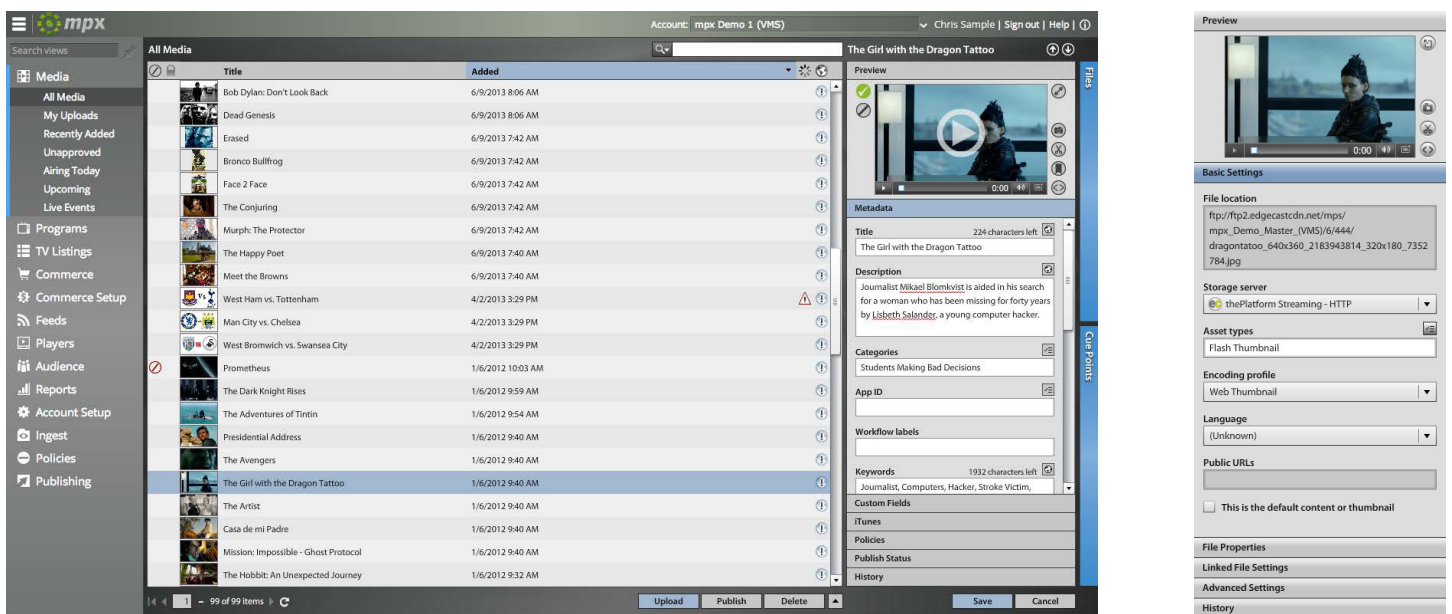 mpx
Account: mpx Demo 1 (VMS)
Chris Sample | Sign out | Help |
Search views
Media
All Media
My Uploads
Recently Added
Unapproved
Airing Today
Upcoming
Live Events
Programs
TV Listings
Commerce
Commerce Setup
Feeds
Players
Audience
Reports
Account Setup
Ingest
Policies
Publishing
All Media
Title Added
Bob Dylan: Don't Look Back 6/9/2013 8:06 AM
Dead Genesis 6/9/2013 8:06 AM
Erased 6/9/2013 7:42 AM
Bronco Bullfrog 6/9/2013 7:42 AM
Face 2 Face 6/9/2013 7:42 AM
The Conjuring 6/9/2013 7:42 AM
Murph: The Protector 6/9/2013 7:42 AM
The Happy Poet 6/9/2013 7:40 AM
Meet the Browns 6/9/2013 7:40 AM
West Ham vs. Tottenham 4/2/2013 3:29 PM
Man City vs. Chelsea 4/2/2013 3:29 PM
West Bromwich vs. Swansea City 4/2/2013 3:29 PM
Prometheus 1/6/2012 10:03 AM
The Dark Knight Rises 1/6/2012 9:59 AM
The Adventures of Tintin 1/6/2012 9:54 AM
Presidential Address 1/6/2012 9:40 AM
The Avengers 1/6/2012 9:40 AM
The Girl with the Dragon Tattoo 1/6/2012 9:40 AM
The Artist 1/6/2012 9:40 AM
Casa de mi Padre 1/6/2012 9:40 AM
Mission: Impossible - Ghost Protocol 1/6/2012 9:40 AM
The Hobbit: An Unexpected Journey 1/6/2012 9:32 AM
1 – 99 of 99 items
Upload Publish Delete
The Girl with the Dragon Tattoo
Preview
0:00
Metadata
Title 224 characters left
The Girl with the Dragon Tattoo
Description
Journalist Mikael Blomkvist is aided in his search
for a woman who has been missing for forty years
by Lisbeth Salander, a young computer hacker.
Categories
Students Making Bad Decisions
App ID
Workflow labels
Keywords 1932 characters left
Journalist, Computers, Hacker, Stroke Victim,
Custom Fields
iTunes
Policies
Publish Status
History
Save Cancel
Files
Cue Points
Preview
0:00
Basic Settings
File location
ftp://ftp2.edgecastcdn.net/mps/
mpx_Demo_Master_(VMS)/6/444/
dragontatoo_640x360_2183943814_320x180_7352
784.jpg
Storage server
thePlatform Streaming - HTTP
Asset types
Flash Thumbnail
Encoding profile
Web Thumbnail
Language
(Unknown)
Public URLs
This is the default content or thumbnail
File Properties
Linked File Settings
Advanced Settings
History